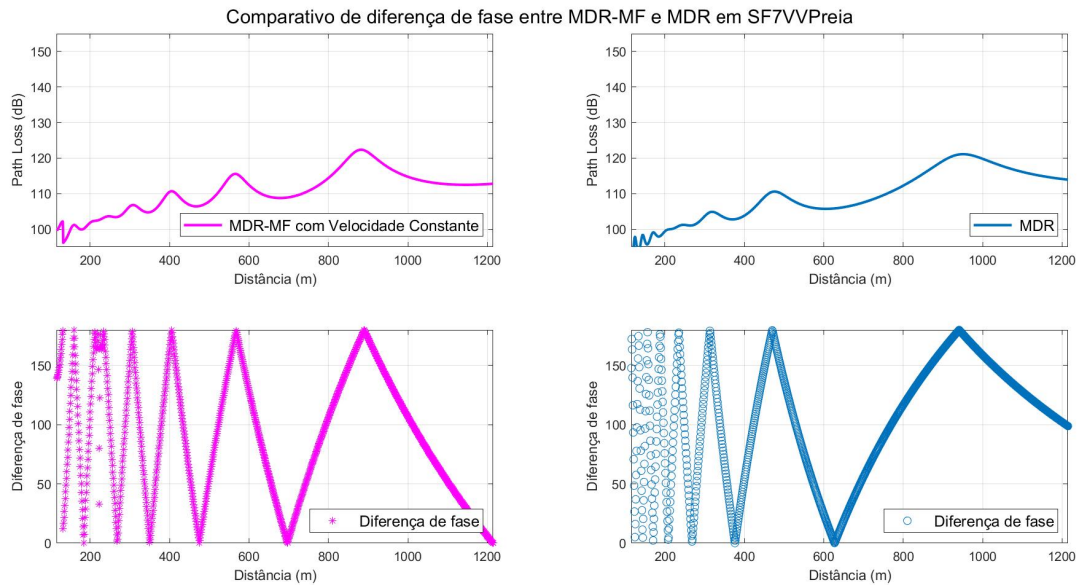 Comparativo de diferença de fase entre MDR-MF e MDR em SF7VVPreia
Path Loss (dB)
150
140
130
120
110
100
MDR-MF com Velocidade Constante
200 400 600 800 1000 1200
Distância (m)
Path Loss (dB)
150
140
130
120
110
100
MDR
200 400 600 800 1000 1200
Distância (m)
Diferença de fase
150
100
50
0
Diferença de fase
200 400 600 800 1000 1200
Distância (m)
Diferença de fase
150
100
50
0
Diferença de fase
200 400 600 800 1000 1200
Distância (m)